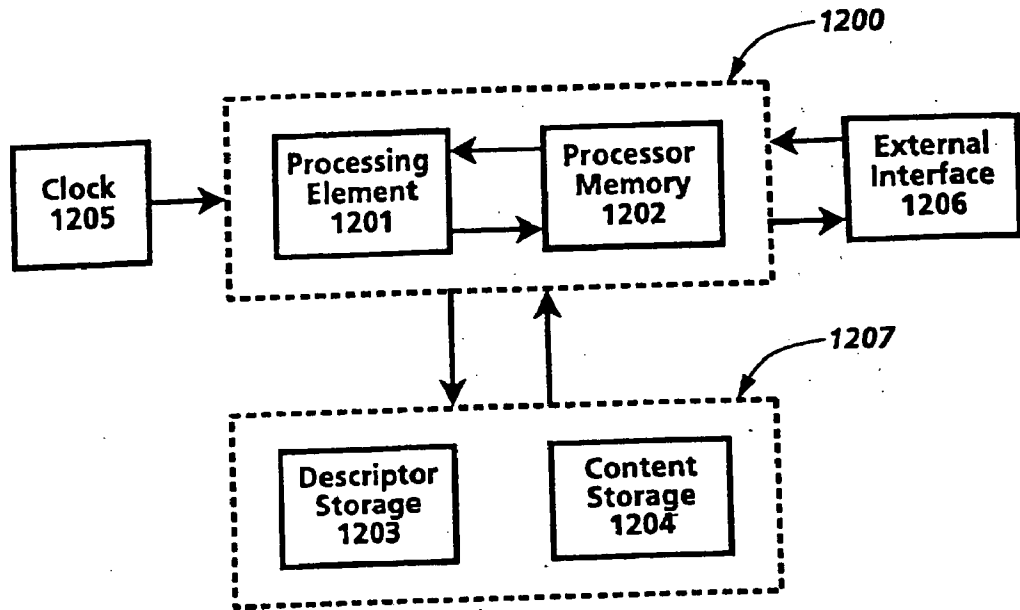 1200
Clock
1205
Processing
Element
1201
Processor
Memory
1202
External
Interface
1206
1207
Descriptor
Storage
1203
Content
Storage
1204